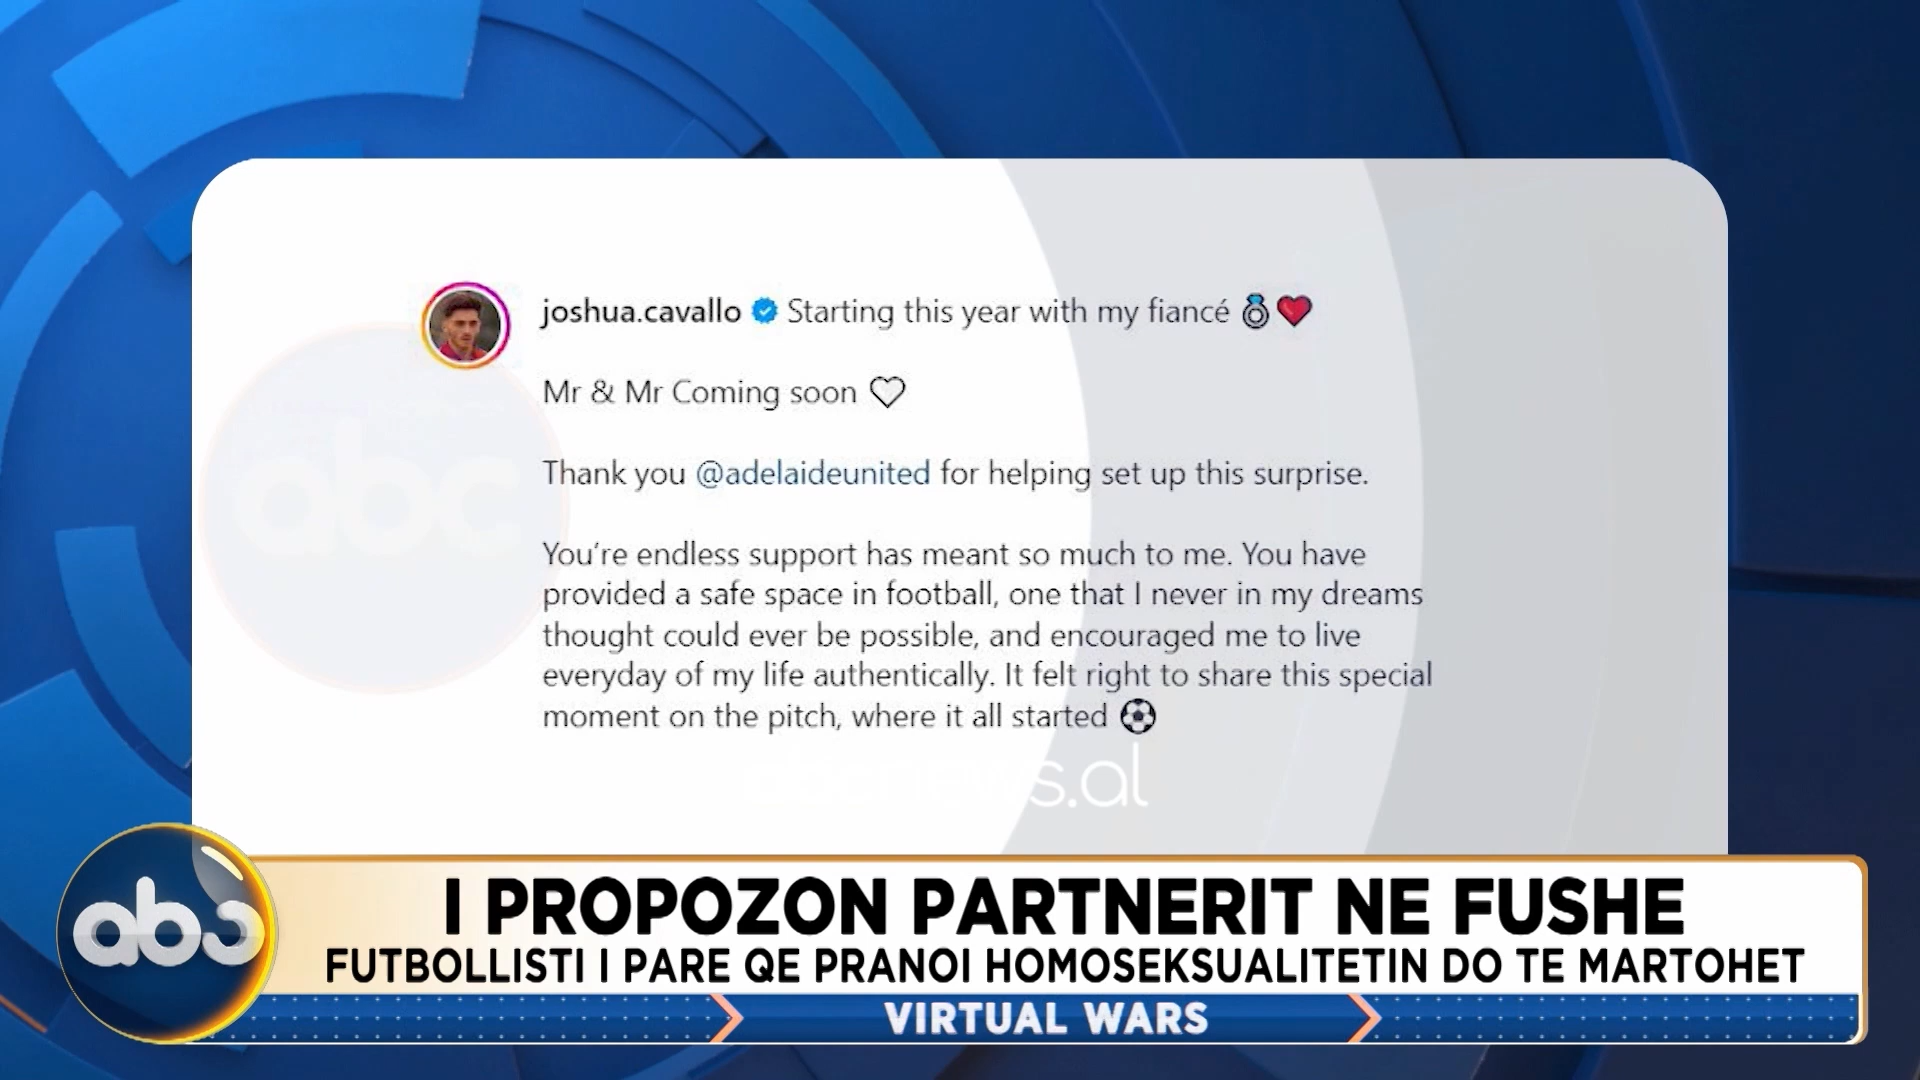 joshua.cavallo Starting this year with my fiancé 💍❤️
Mr & Mr Coming soon 🤍
Thank you @adelaideunited for helping set up this surprise.
You're endless support has meant so much to me. You have
provided a safe space in football, one that I never in my dreams
thought could ever be possible, and encouraged me to live
everyday of my life authentically. It felt right to share this special
moment on the pitch, where it all started ⚽
abc
abcnews.al
abc
I PROPOZON PARTNERIT NE FUSHE
FUTBOLLISTI I PARE QE PRANOI HOMOSEKSUALITETIN DO TE MARTOHET
VIRTUAL WARS